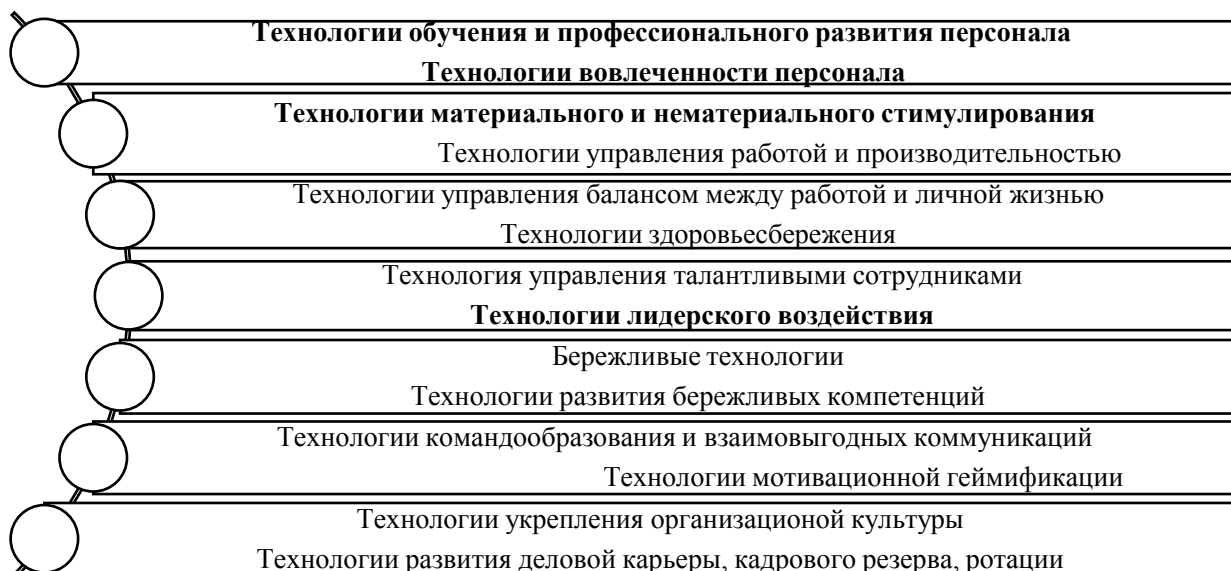 Технологии обучения и профессионального развития персонала
Технологии вовлеченности персонала
Технологии материального и нематериального стимулирования
Технологии управления работой и производительностью
Технологии управления балансом между работой и личной жизнью
Технологии здоровьесбережения
Технология управления талантливыми сотрудниками
Технологии лидерского воздействия
Бережливые технологии
Технологии развития бережливых компетенций
Технологии командообразования и взаимовыгодных коммуникаций
Технологии мотивационной геймификации
Технологии укрепления организационой культуры
Технологии развития деловой карьеры, кадрового резерва, ротации